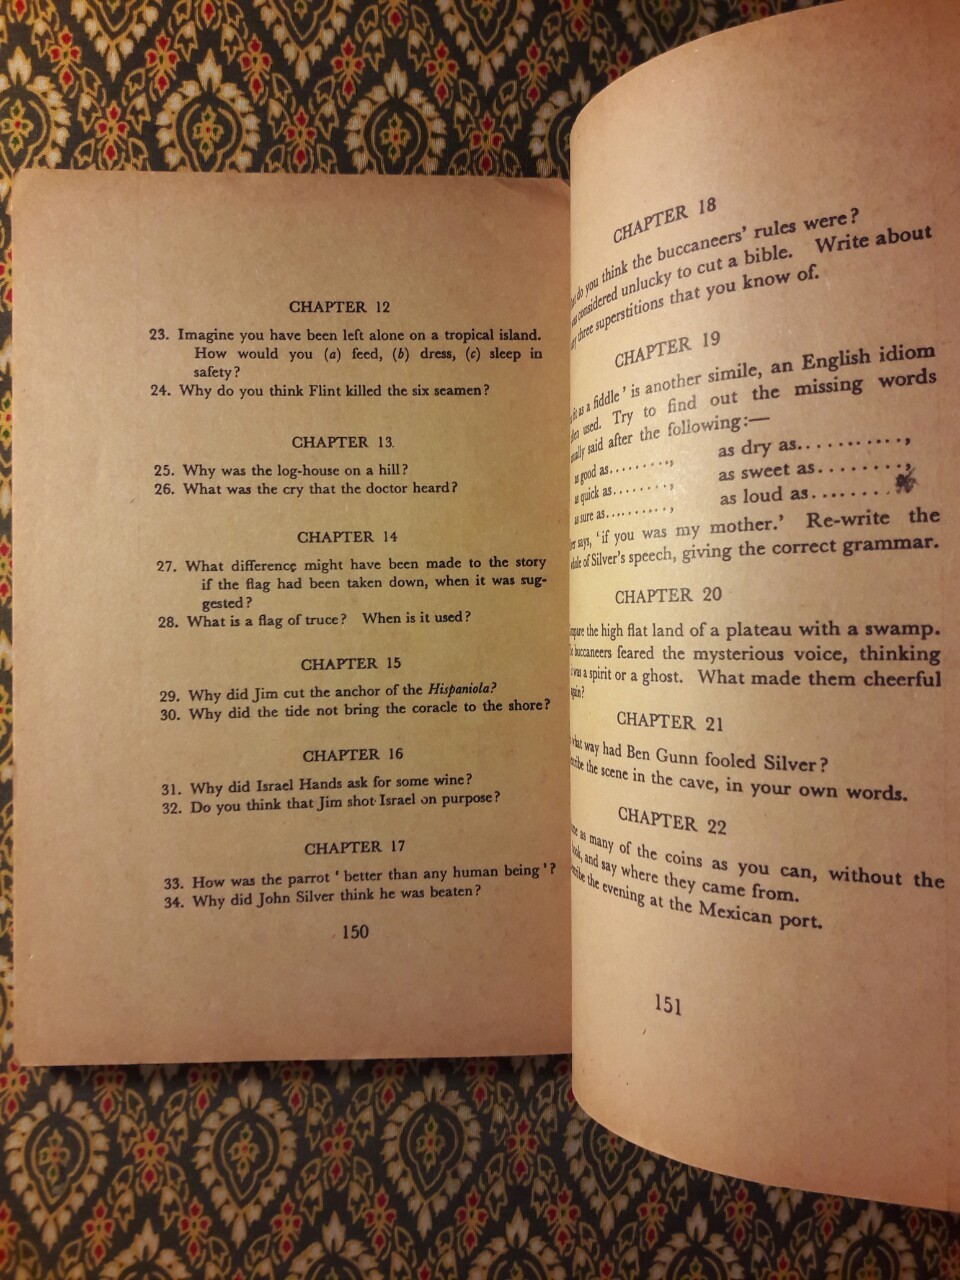 CHAPTER 12
23. Imagine you have been left alone on a tropical island.
How would you (a) feed, (b) dress, (c) sleep in
safety?
24. Why do you think Flint killed the six seamen?
CHAPTER 13
25. Why was the log-house on a hill?
26. What was the cry that the doctor heard?
CHAPTER 14
27. What difference might have been made to the story
if the flag had been taken down, when it was sug-
gested?
28. What is a flag of truce? When is it used?
CHAPTER 15
29. Why did Jim cut the anchor of the Hispaniola?
30. Why did the tide not bring the coracle to the shore?
CHAPTER 16
31. Why did Israel Hands ask for some wine?
32. Do you think that Jim shot Israel on purpose?
CHAPTER 17
33. How was the parrot ‘better than any human being’?
34. Why did John Silver think he was beaten?
150
CHAPTER 18
do you think the buccaneers’ rules were?
considered unlucky to cut a bible. Write about
three superstitions that you know of.
CHAPTER 19
as a fiddle’ is another simile, an English idiom
used. Try to find out the missing words
said after the following:—
as good as.........., as dry as...........,
as quick as........, as sweet as.........,
as sure as.........., as loud as........
says, ‘if you was my mother.’ Re-write the
of Silver’s speech, giving the correct grammar.
CHAPTER 20
the high flat land of a plateau with a swamp.
buccaneers feared the mysterious voice, thinking
was a spirit or a ghost. What made them cheerful
CHAPTER 21
what way had Ben Gunn fooled Silver?
the scene in the cave, in your own words.
CHAPTER 22
as many of the coins as you can, without the
and say where they came from.
the evening at the Mexican port.
151